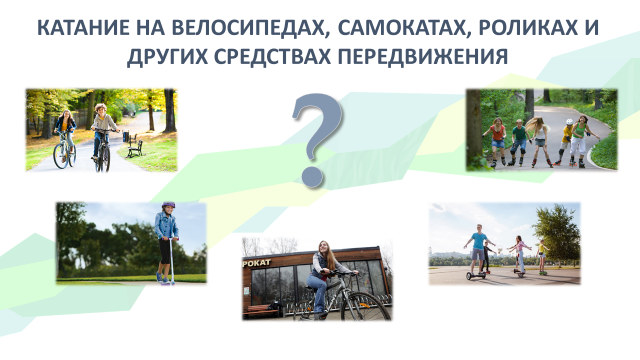 КАТАНИЕ НА ВЕЛОСИПЕДАХ, САМОКАТАХ, РОЛИКАХ И
ДРУГИХ СРЕДСТВАХ ПЕРЕДВИЖЕНИЯ
?
РОКАТ